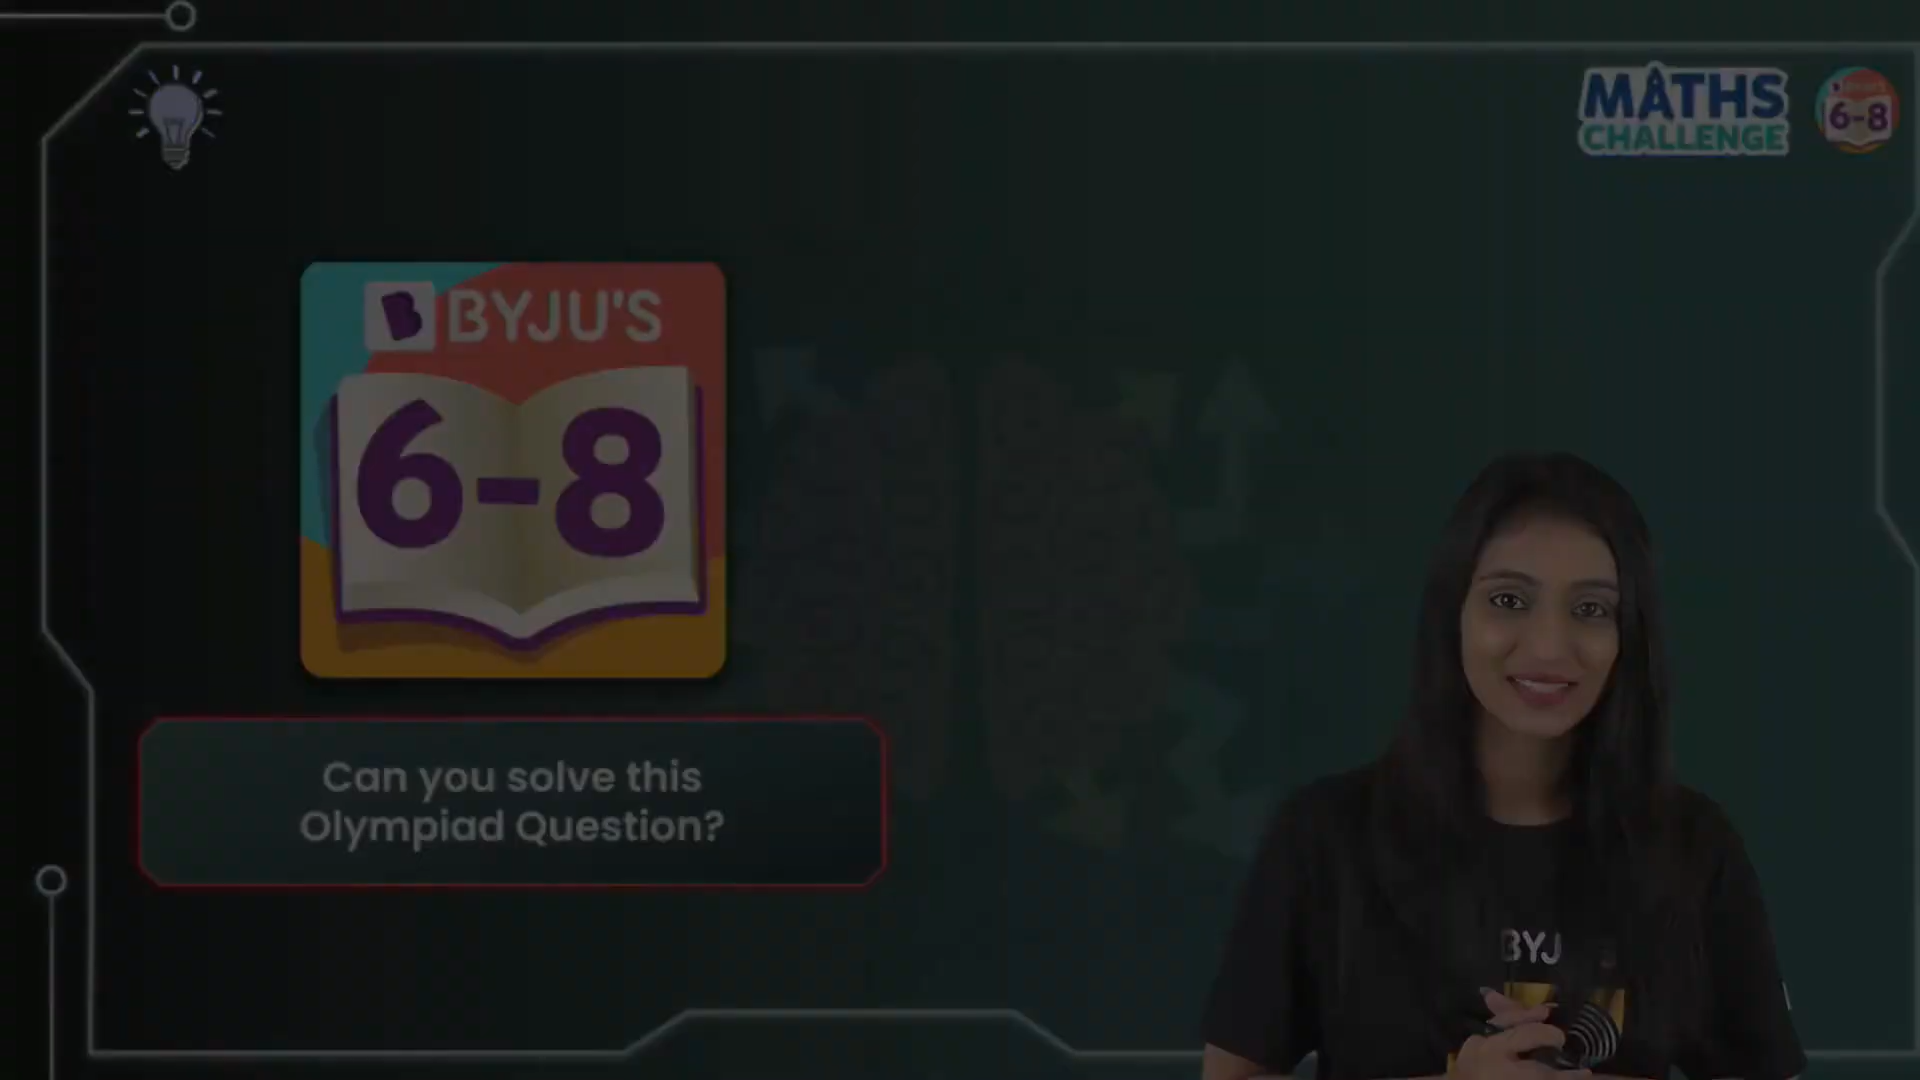 MATHS
CHALLENGE
6-8
BYJU'S
6-8
Can you solve this
Olympiad Question?
BYJ